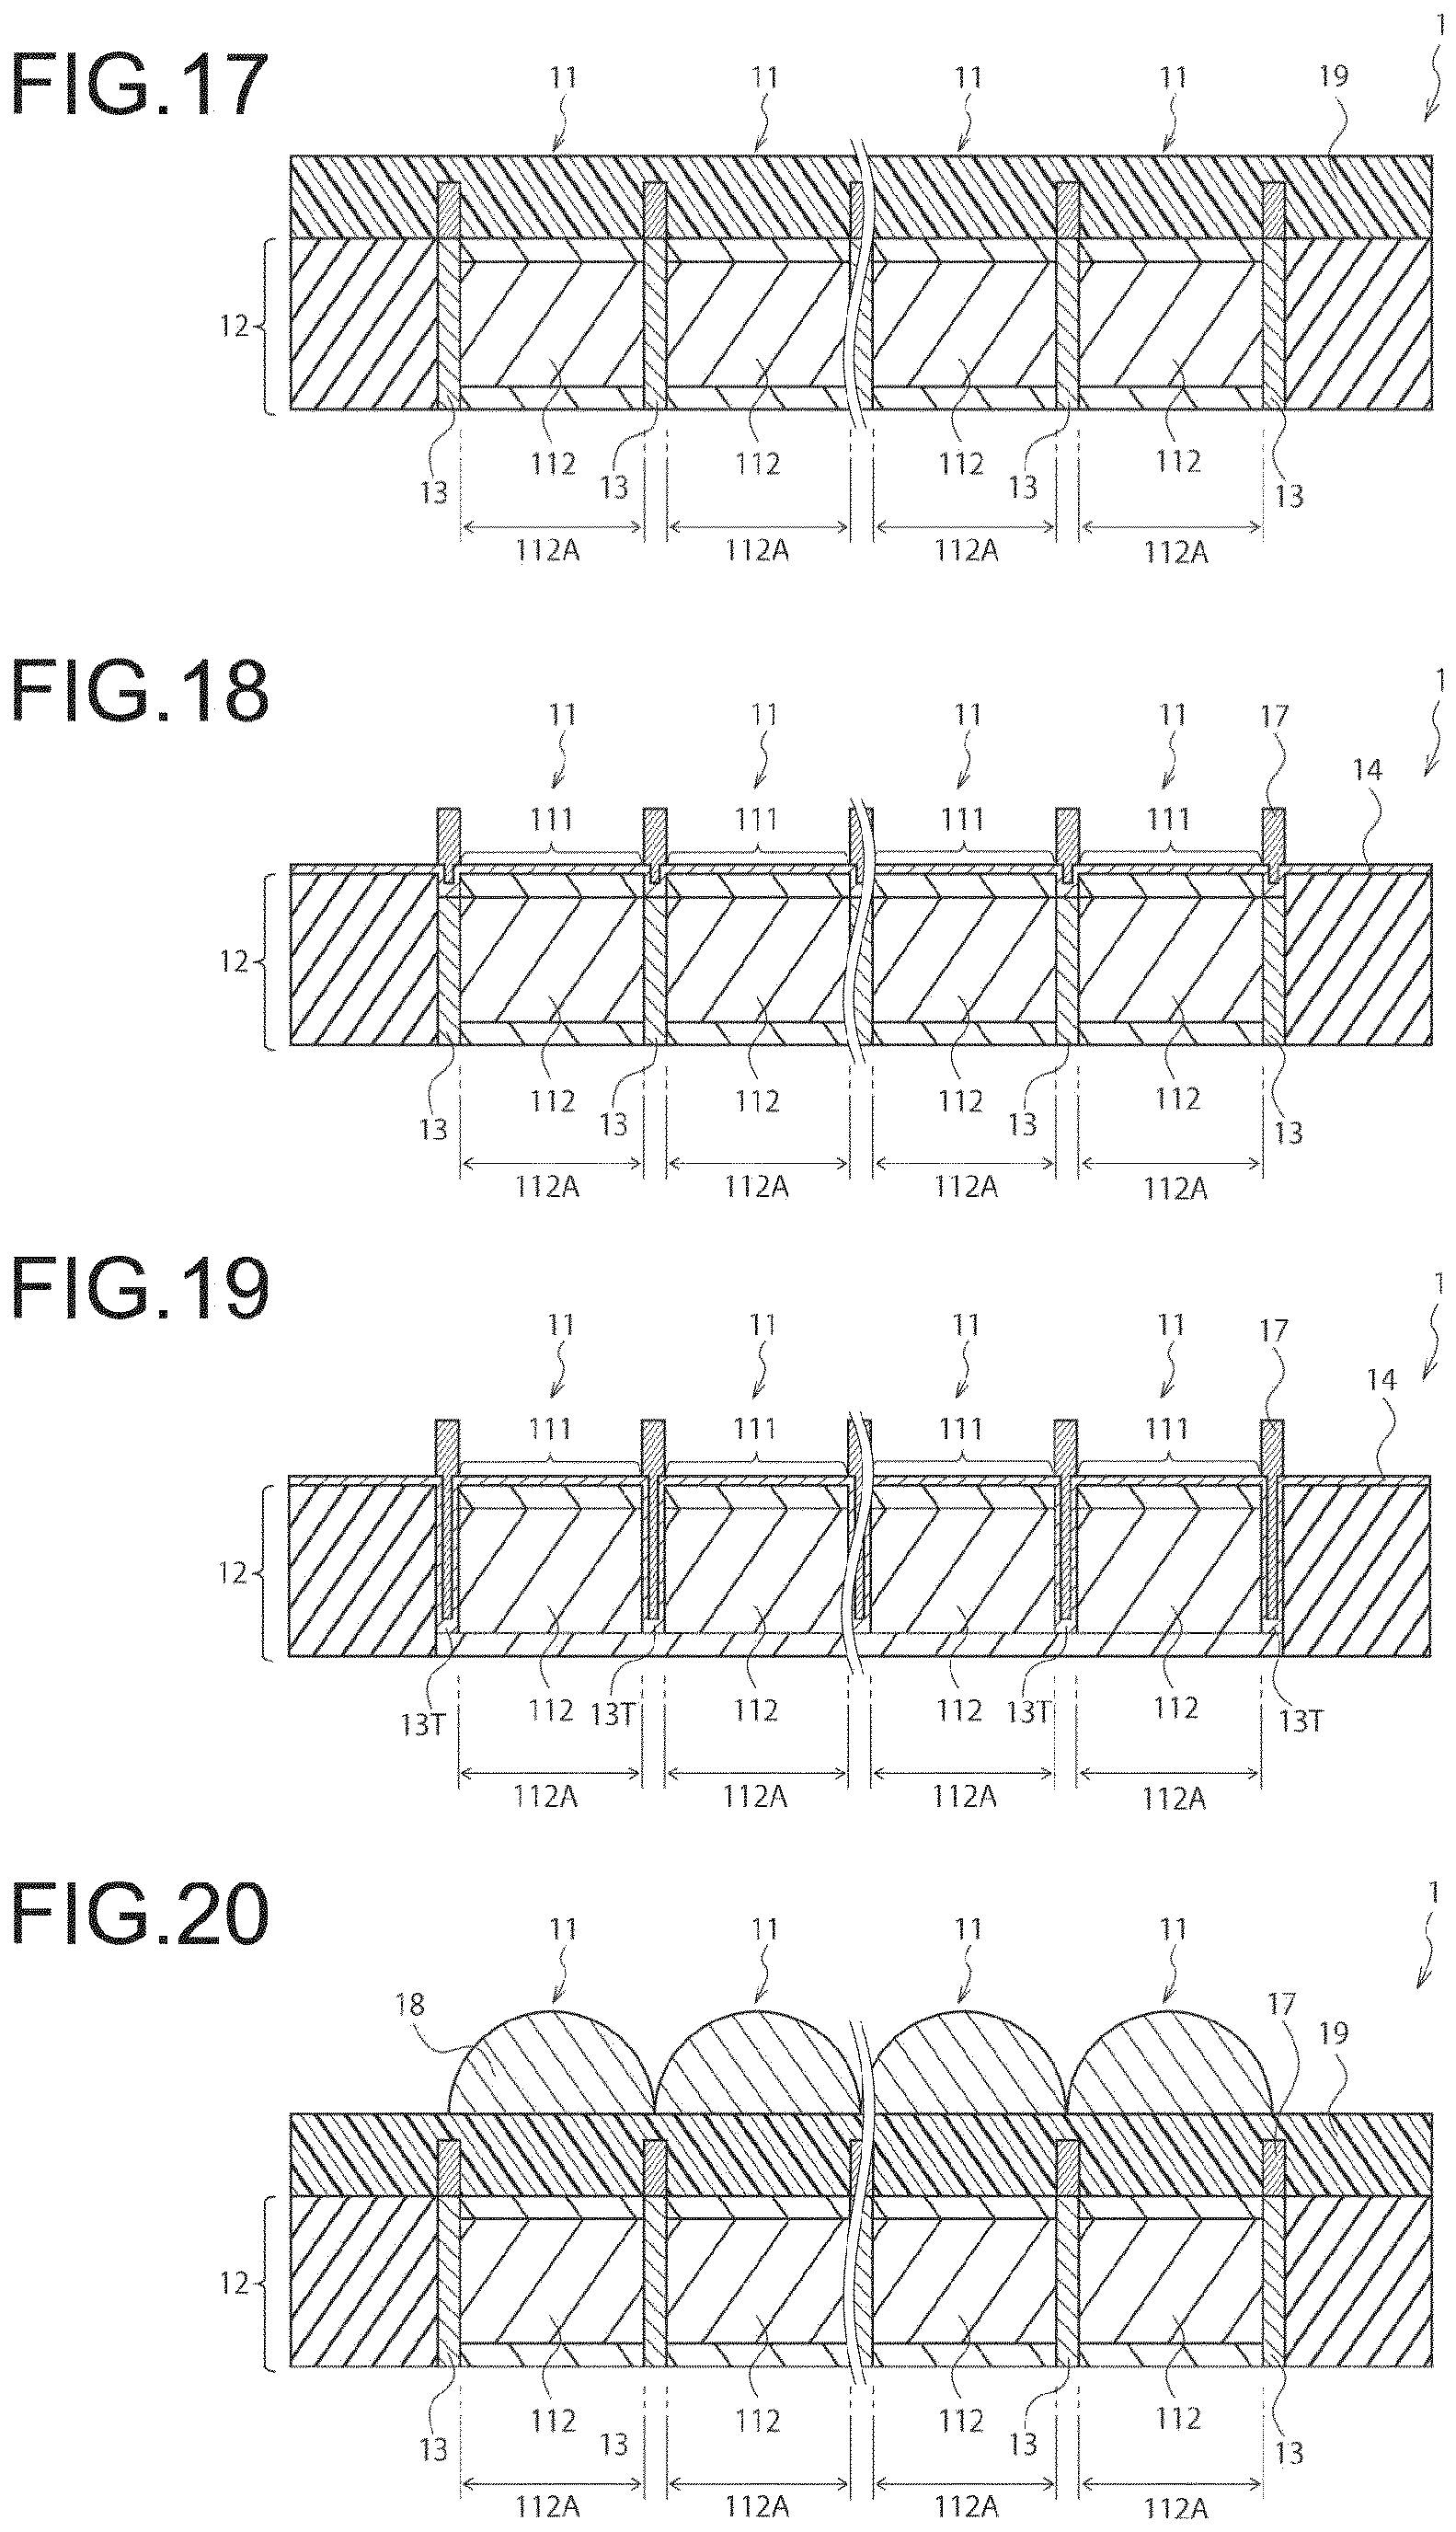 FIG.17
1
11 11 11 11 19
12
112 112 112 112
13 13 13 13
112A 112A 112A 112A
FIG.18
1
11 11 11 11 17
14
111 111 111 111
12
112 112 112 112
13 13 13 13
112A 112A 112A 112A
FIG.19
1
11 11 11 11 17
14
111 111 111 111
12
112 112 112 112
13T 13T 13T 13T
112A 112A 112A 112A
FIG.20
1
11 11 11 11
18 17
19
12
112 112 112 112
13 13 13 13
112A 112A 112A 112A